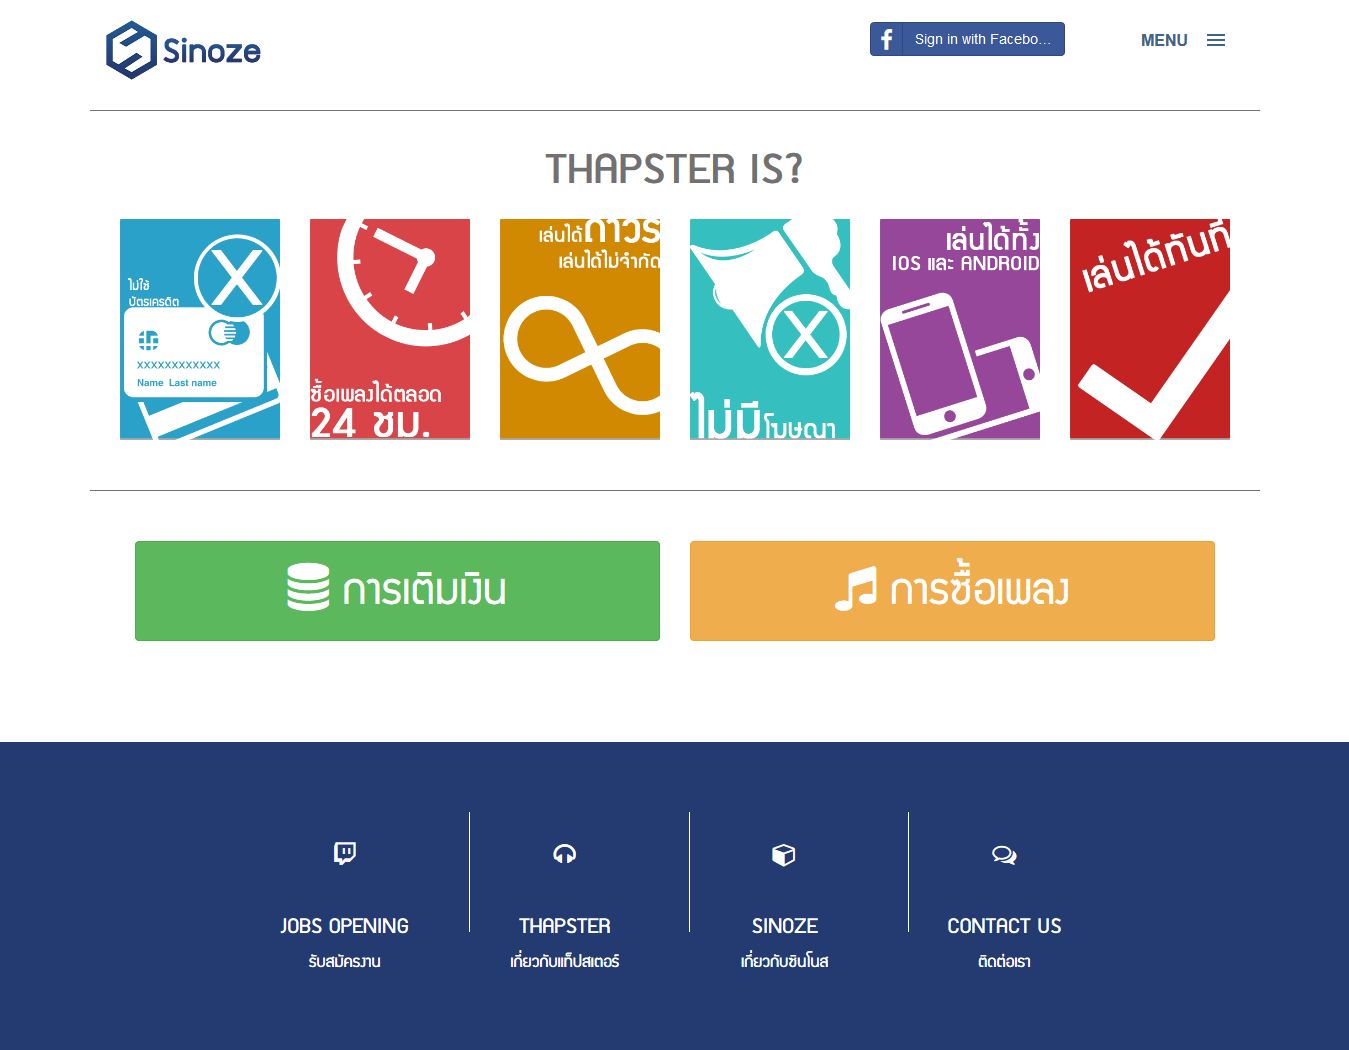 Sinoze
Sign in with Facebo...
MENU
THAPSTER IS?
ไม่ใช้
บัตรเครดิต
X
XXXXXXXXXXXX
Name Last name
ซื้อเพลงได้ตลอด
24 ชม.
เล่นได้ถาวร
เล่นได้ไม่จำกัด
X
ไม่มีโฆษณา
เล่นได้ทั้ง
IOS และ ANDROID
เล่นได้ทันที
การเติมเงิน
การซื้อเพลง
JOBS OPENING
รับสมัครงาน
THAPSTER
เกี่ยวกับแท็ปสเตอร์
SINOZE
เกี่ยวกับซินโนส
CONTACT US
ติดต่อเรา